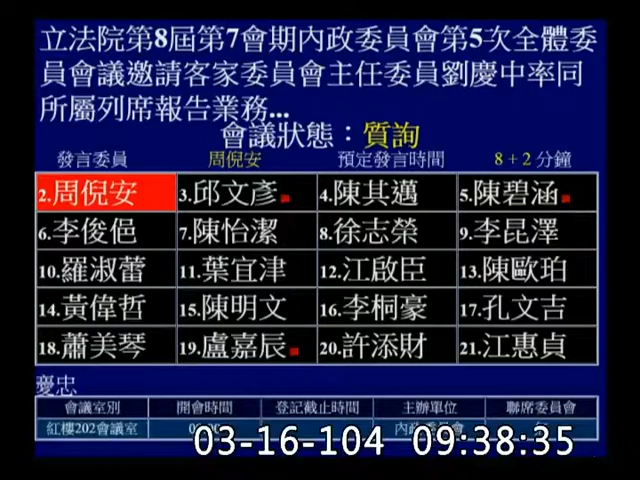 立法院第8屆第7會期內政委員會第5次全體委
員會議邀請客家委員會主任委員劉慶中率同
所屬列席報告業務...
會議狀態：質詢
發言委員 周倪安 預定發言時間 8+2 分鐘
2.周倪安 3.邱文彥 4.陳其邁 5.陳碧涵
6.李俊俋 7.陳怡潔 8.徐志榮 9.李昆澤
10.羅淑蕾 11.葉宜津 12.江啟臣 13.陳歐珀
14.黃偉哲 15.陳明文 16.李桐豪 17.孔文吉
18.蕭美琴 19.盧嘉辰 20.許添財 21.江惠貞
憂忠
會議室別 開會時間 登記截止時間 主辦單位 聯席委員會
紅樓202會議室 內政委員會
03-16-104 09:38:35